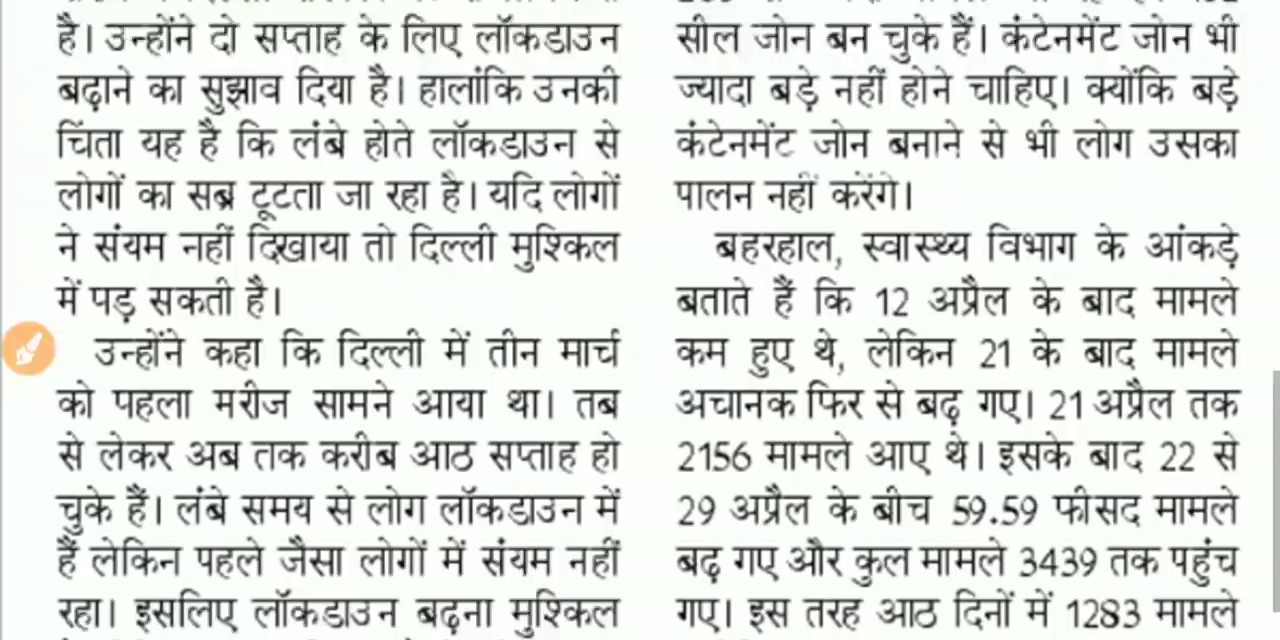 है। उन्होंने दो सप्ताह के लिए लॉकडाउन
बढ़ाने का सुझाव दिया है। हालांकि उनकी
चिंता यह है कि लंबे होते लॉकडाउन से
लोगों का सब्र टूटता जा रहा है। यदि लोगों
ने संयम नहीं दिखाया तो दिल्ली मुश्किल
में पड़ सकती है।
उन्होंने कहा कि दिल्ली में तीन मार्च
को पहला मरीज सामने आया था। तब
से लेकर अब तक करीब आठ सप्ताह हो
चुके हैं। लंबे समय से लोग लॉकडाउन में
हैं लेकिन पहले जैसा लोगों में संयम नहीं
रहा। इसलिए लॉकडाउन बढ़ना मुश्किल
सील जोन बन चुके हैं। कंटेनमेंट जोन भी
ज्यादा बड़े नहीं होने चाहिए। क्योंकि बड़े
कंटेनमेंट जोन बनाने से भी लोग उसका
पालन नहीं करेंगे।
बहरहाल, स्वास्थ्य विभाग के आंकड़े
बताते हैं कि 12 अप्रैल के बाद मामले
कम हुए थे, लेकिन 21 के बाद मामले
अचानक फिर से बढ़ गए। 21 अप्रैल तक
2156 मामले आए थे। इसके बाद 22 से
29 अप्रैल के बीच 59.59 फीसद मामले
बढ़ गए और कुल मामले 3439 तक पहुंच
गए। इस तरह आठ दिनों में 1283 मामले